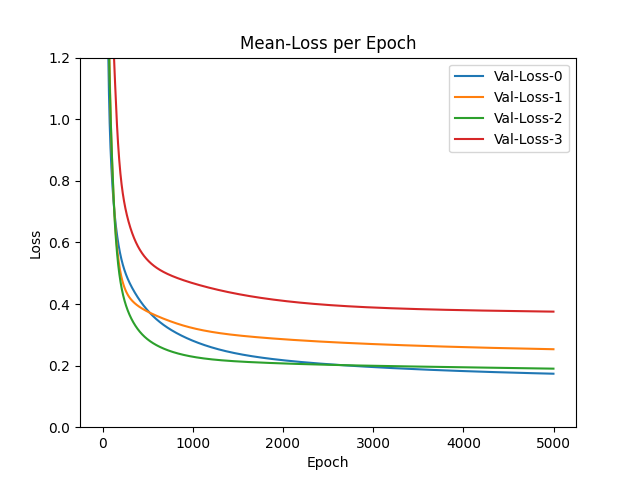 Mean-Loss per Epoch
Val-Loss-0
Val-Loss-1
Val-Loss-2
Val-Loss-3
Loss
1.2
1.0
0.8
0.6
0.4
0.2
0.0
0 1000 2000 3000 4000 5000
Epoch